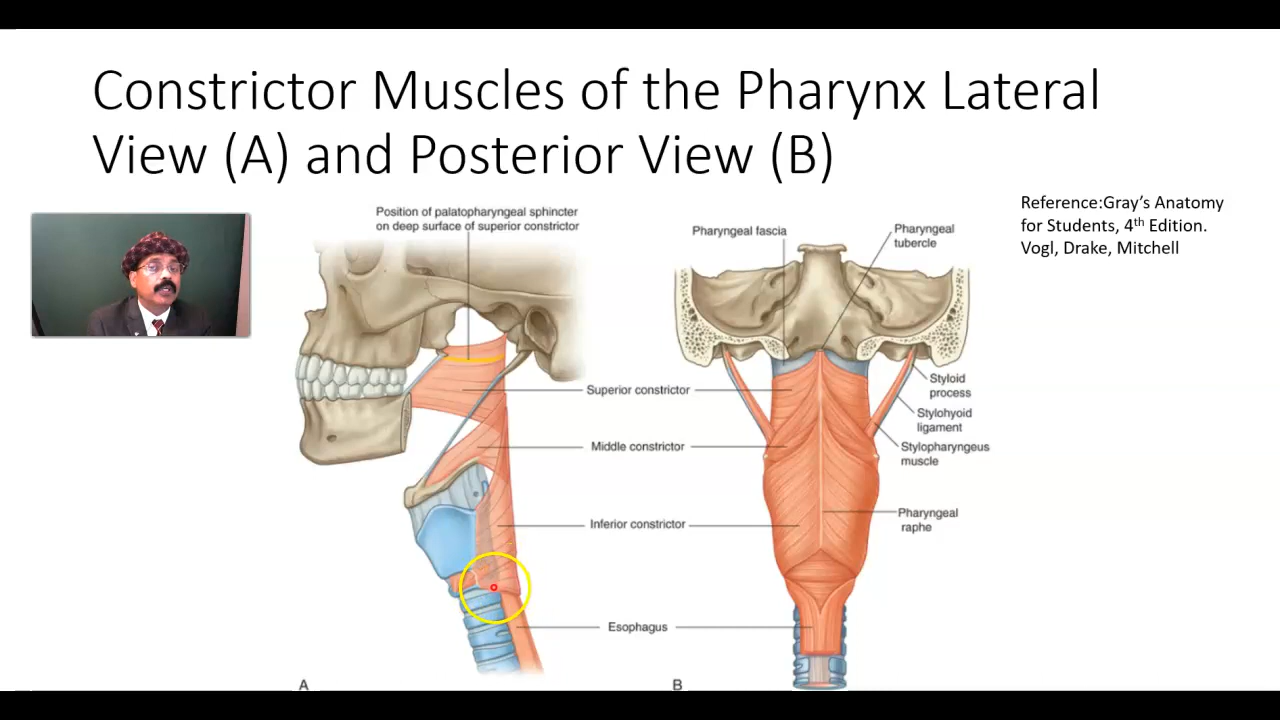 Constrictor Muscles of the Pharynx Lateral
View (A) and Posterior View (B)
Reference:Gray's Anatomy
for Students, 4th Edition.
Vogl, Drake, Mitchell
Position of palatopharyngeal sphincter
on deep surface of superior constrictor
Pharyngeal fascia
Pharyngeal
tubercle
Superior constrictor
Styloid
process
Stylohyoid
ligament
Middle constrictor
Stylopharyngeus
muscle
Inferior constrictor
Pharyngeal
raphe
Esophagus
A
B